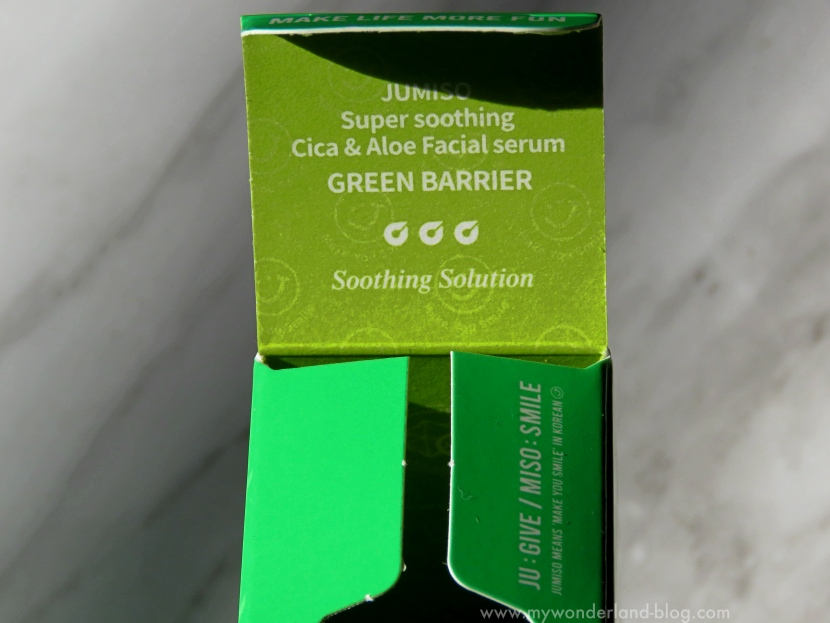 MAKE LIFE MORE FUN
JUMISO
Super soothing
Cica & Aloe Facial serum
GREEN BARRIER
Soothing Solution
JU : GIVE / MISO : SMILE
JUMISO MEANS 'MAKE YOU SMILE' IN KOREAN
www.mywonderland-blog.com